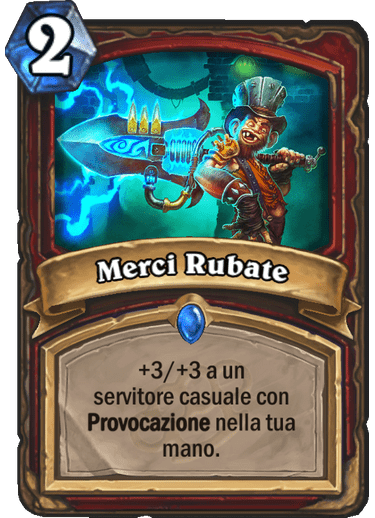 2
Merci Rubate
+3/+3 a un
servitore casuale con
Provocazione nella tua
mano.